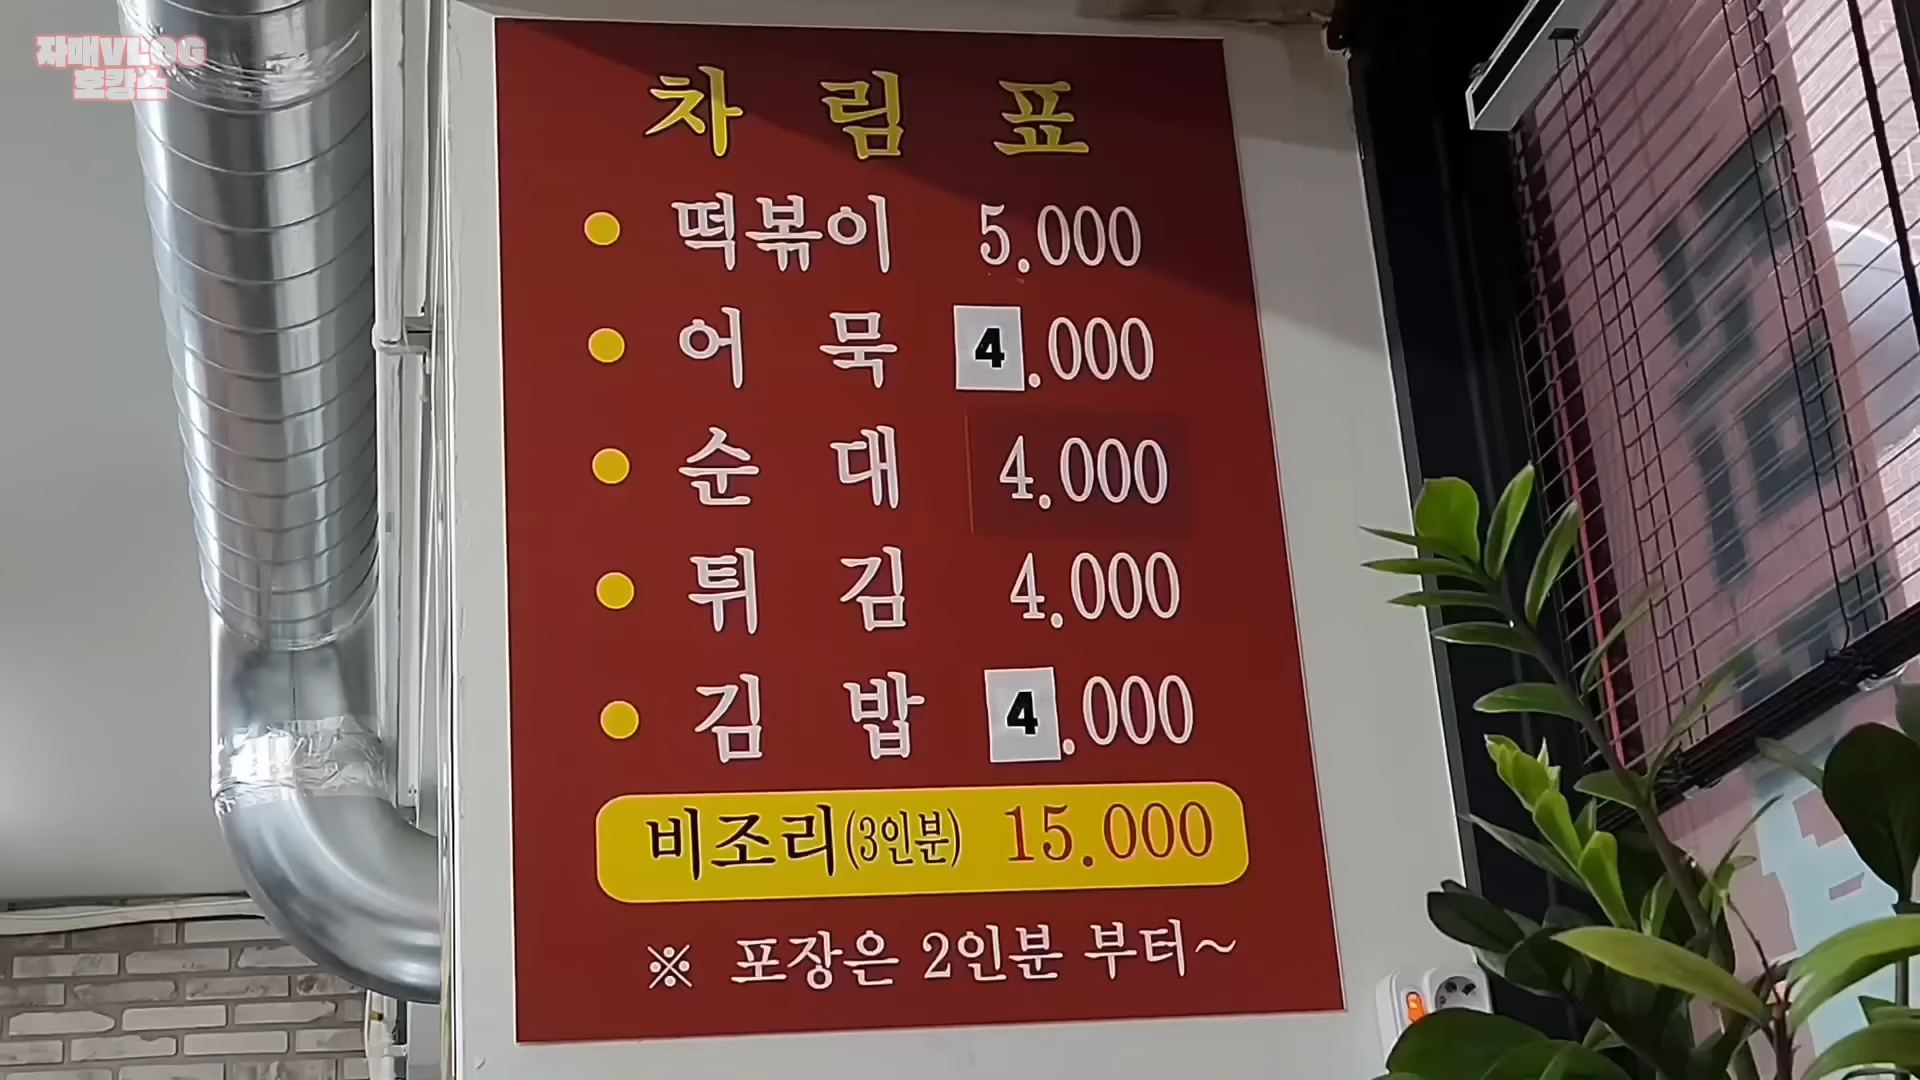 자매VLOG
호캉스
차림표
떡볶이 5.000
어묵 4.000
순대 4.000
튀김 4.000
김밥 4.000
비조리(3인분) 15.000
※ 포장은 2인분 부터~